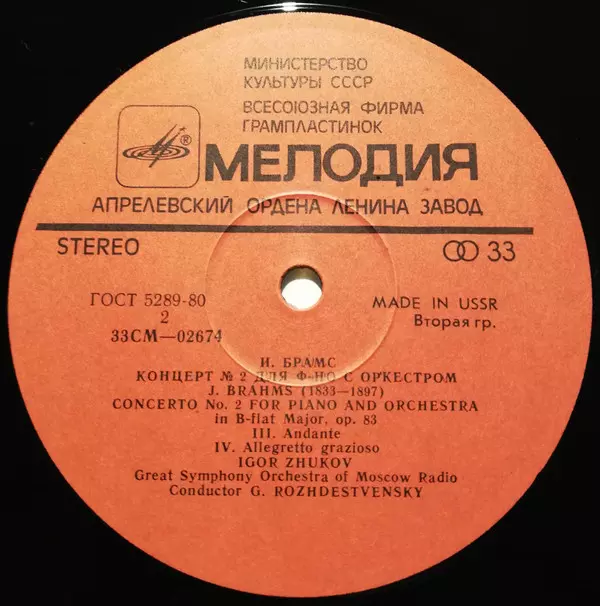 МИНИСТЕРСТВО
КУЛЬТУРЫ СССР
ВСЕСОЮЗНАЯ ФИРМА
ГРАМПЛАСТИНОК
®
МЕЛОДИЯ
АПРЕЛЕВСКИЙ ОРДЕНА ЛЕНИНА ЗАВОД
STEREO
33
ГОСТ 5289-80
2
33СМ—02674
MADE IN USSR
Вторая гр.
И. БРАМС
КОНЦЕРТ № 2 ДЛЯ Ф-НО С ОРКЕСТРОМ
J. BRAHMS (1833—1897)
CONCERTO No. 2 FOR PIANO AND ORCHESTRA
in B-flat Major, op. 83
III. Andante
IV. Allegretto grazioso
IGOR ZHUKOV
Great Symphony Orchestra of Moscow Radio
Conductor G. ROZHDESTVENSKY